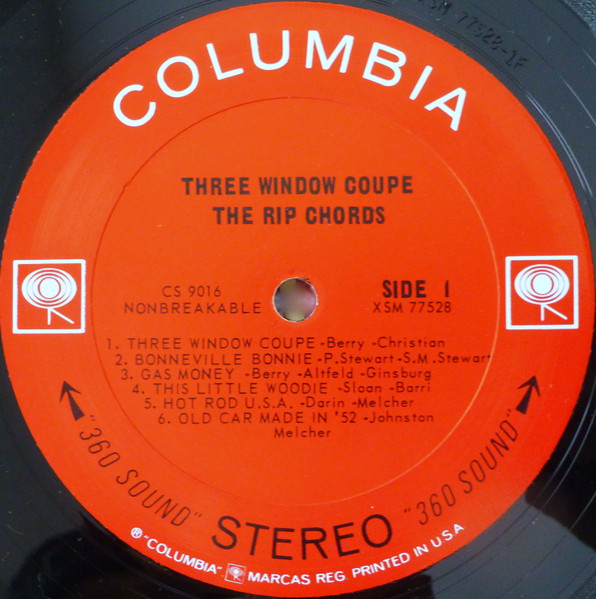 XSM 77528-1F
COLUMBIA
THREE WINDOW COUPE
THE RIP CHORDS
CS 9016
NONBREAKABLE
SIDE 1
XSM 77528
1. THREE WINDOW COUPE -Berry -Christian
2. BONNEVILLE BONNIE -P. Stewart-S.M. Stewart
3. GAS MONEY -Berry -Altfeld -Ginsburg
4. THIS LITTLE WOODIE -Sloan -Barri
5. HOT ROD U.S.A. -Darin -Melcher
6. OLD CAR MADE IN '52 -Johnston
Melcher
"360 SOUND" STEREO "360 SOUND"
® "COLUMBIA" MARCAS REG. PRINTED IN U.S.A.